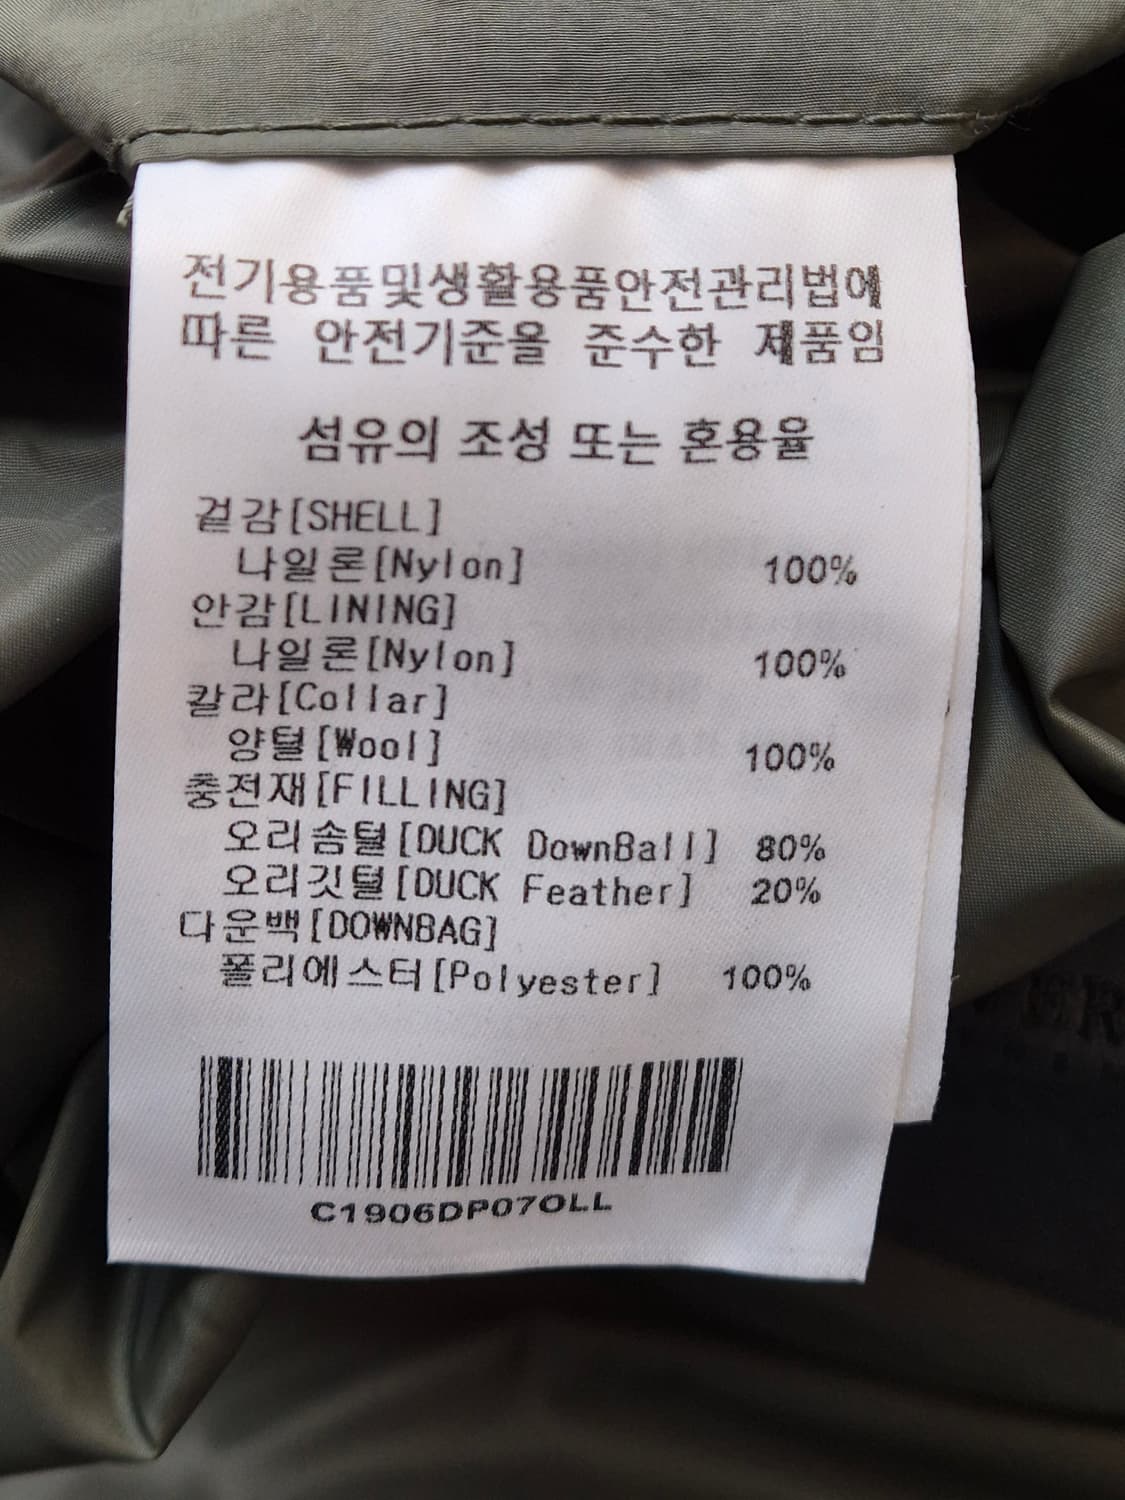 전기용품및생활용품안전관리법에
따른 안전기준을 준수한 제품임
섬유의 조성 또는 혼용율
겉감[SHELL]
나일론[Nylon] 100%
안감[LINING]
나일론[Nylon] 100%
칼라[Collar]
양털[Wool] 100%
충전재[FILLING]
오리솜털[DUCK DownBall] 80%
오리깃털[DUCK Feather] 20%
다운백[DOWNBAG]
폴리에스터[Polyester] 100%
C1906DP07OLL